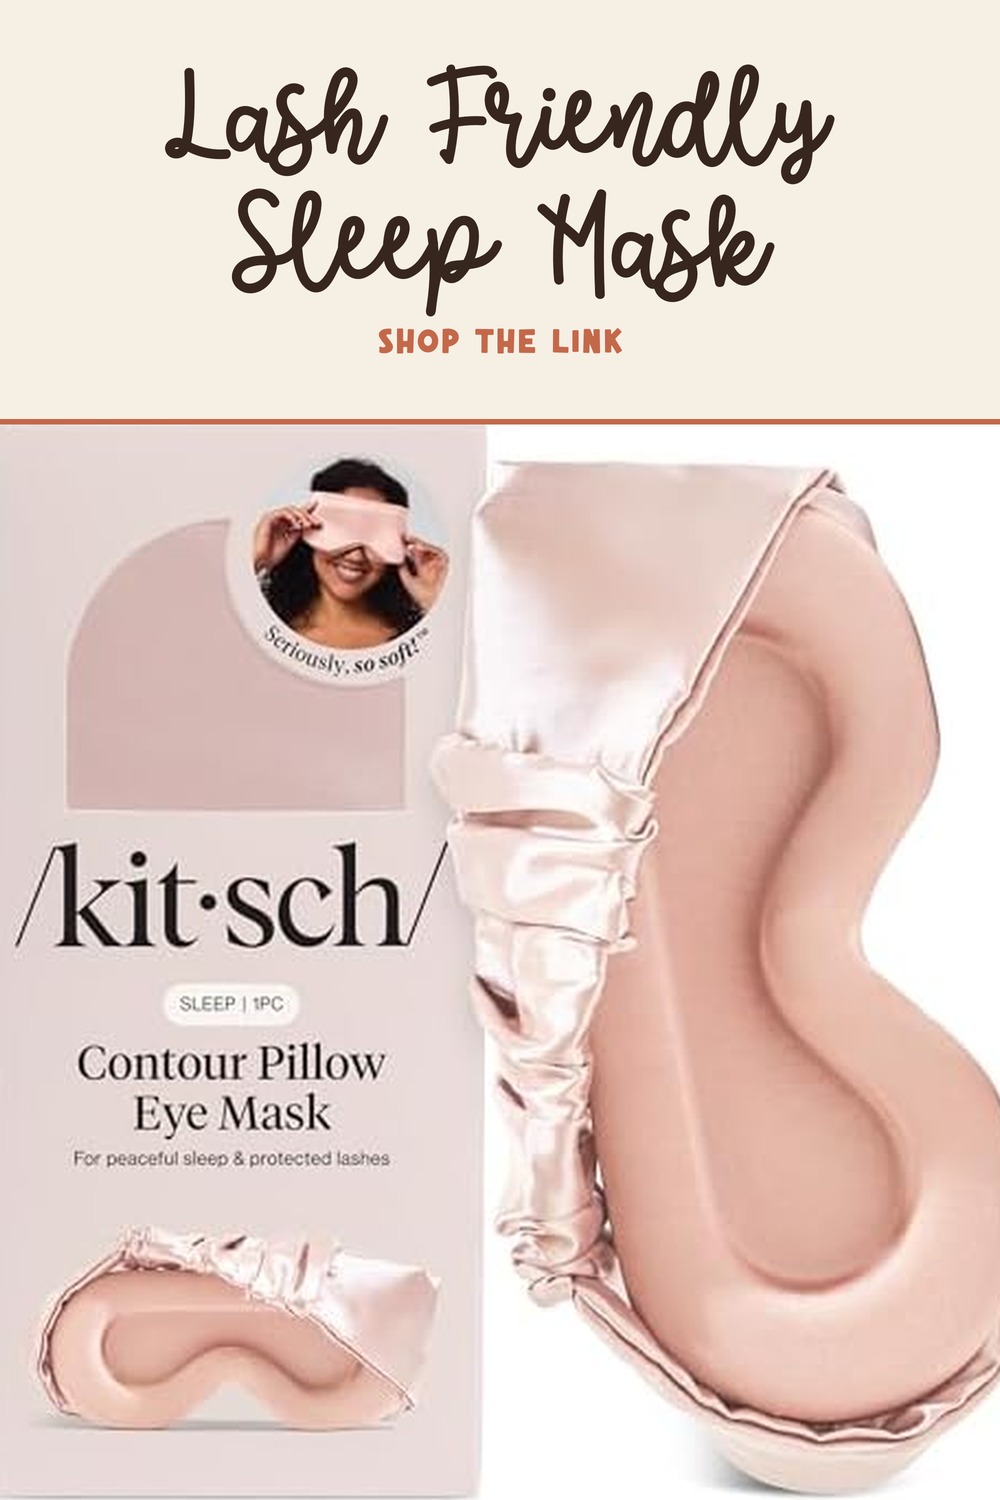 Lash Friendly
Sleep Mask
SHOP THE LINK
Seriously, so soft!™
/kit·sch/
SLEEP | 1PC
Contour Pillow
Eye Mask
For peaceful sleep & protected lashes